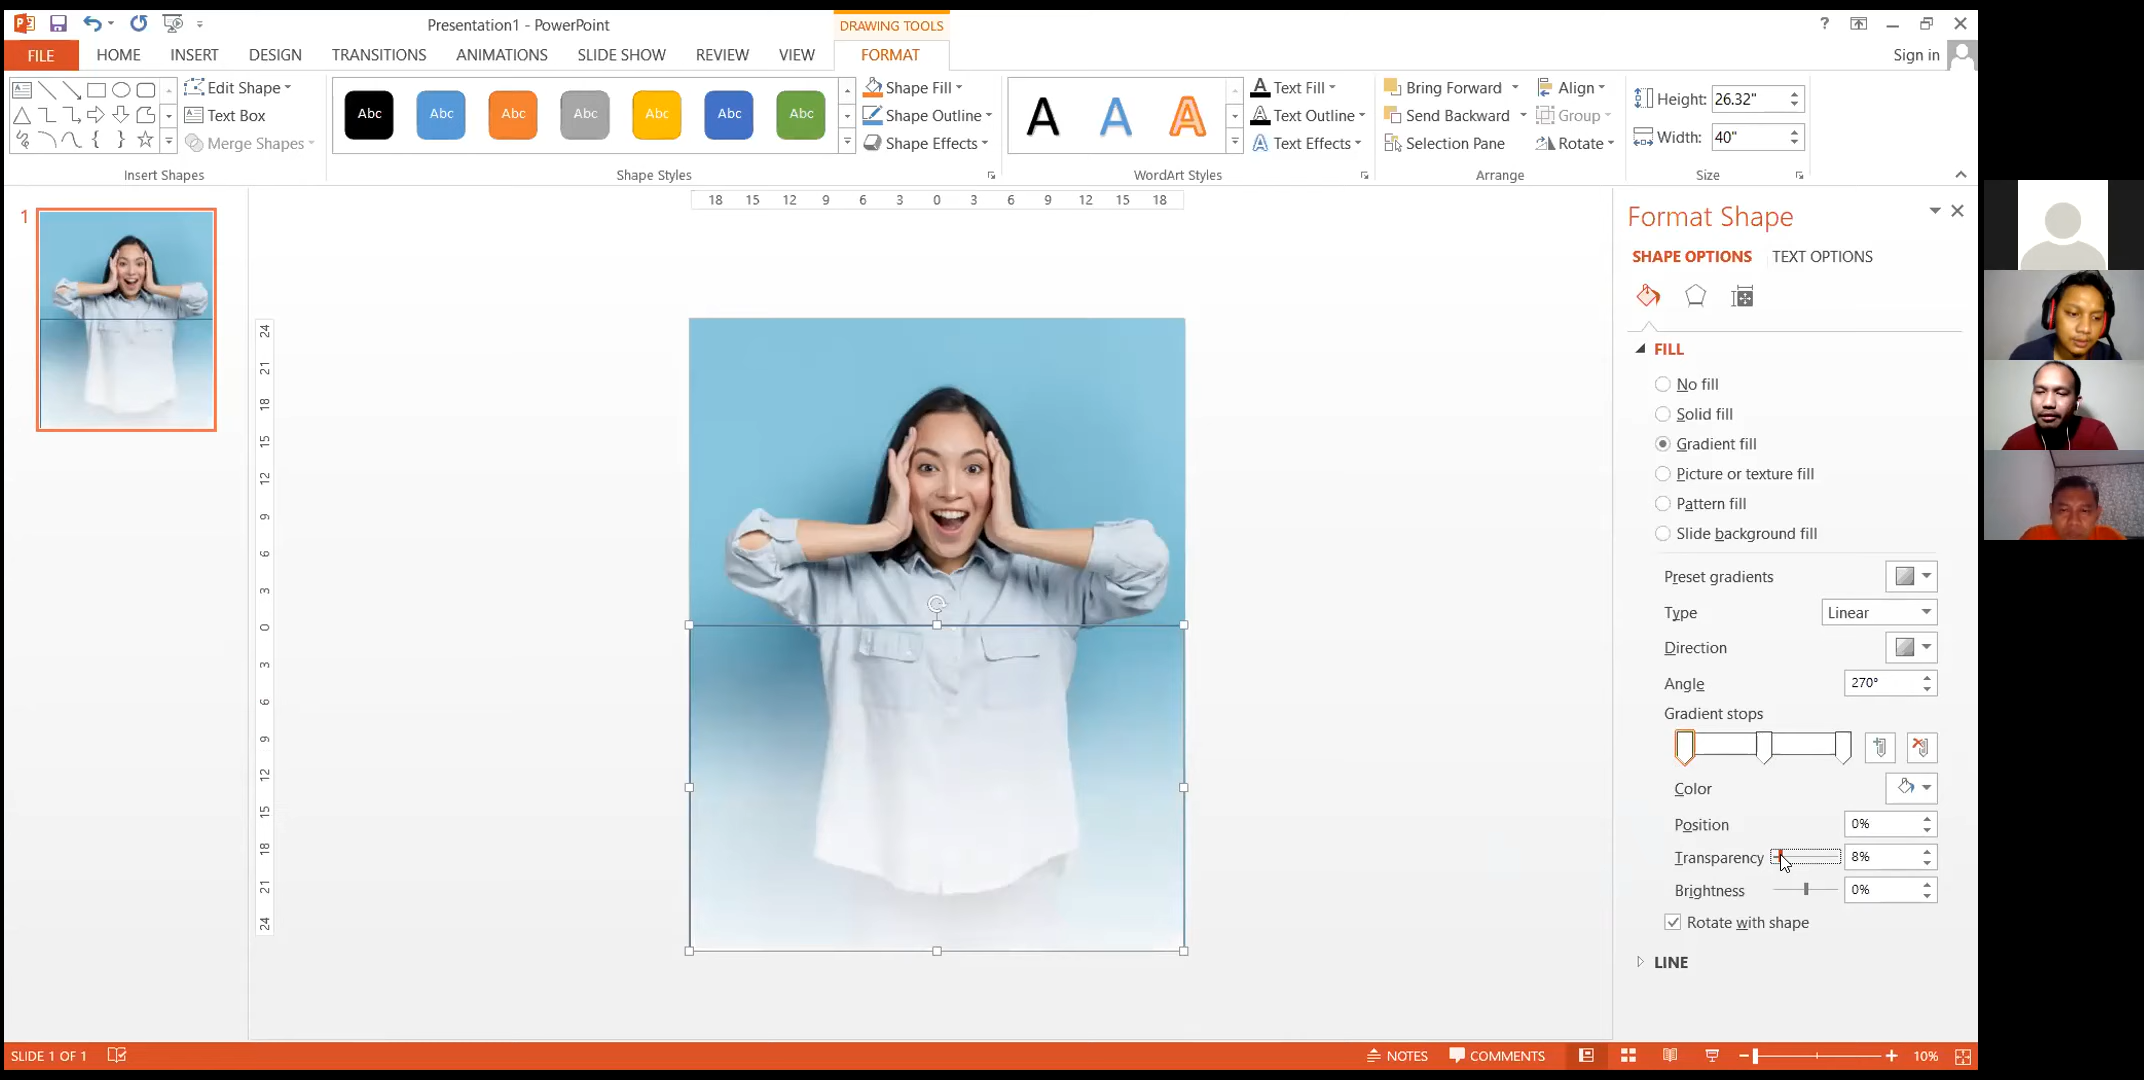 Presentation1 - PowerPoint
DRAWING TOOLS
?
FILE HOME INSERT DESIGN TRANSITIONS ANIMATIONS SLIDE SHOW REVIEW VIEW FORMAT
Sign in
Edit Shape
Text Box
Merge Shapes
Insert Shapes
Abc Abc Abc Abc Abc Abc Abc
Shape Fill
Shape Outline
Shape Effects
Shape Styles
A A A
Text Fill
Text Outline
Text Effects
WordArt Styles
Bring Forward
Send Backward
Selection Pane
Align
Group
Rotate
Arrange
Height: 26.32"
Width: 40"
Size
1
18 15 12 9 6 3 0 3 6 9 12 15 18
24
21
18
15
12
9
6
3
0
3
6
9
12
15
18
21
24
Format Shape
SHAPE OPTIONS TEXT OPTIONS
FILL
No fill
Solid fill
Gradient fill
Picture or texture fill
Pattern fill
Slide background fill
Preset gradients
Type Linear
Direction
Angle 270°
Gradient stops
Color
Position 0%
Transparency 8%
Brightness 0%
Rotate with shape
LINE
SLIDE 1 OF 1
NOTES COMMENTS 10%